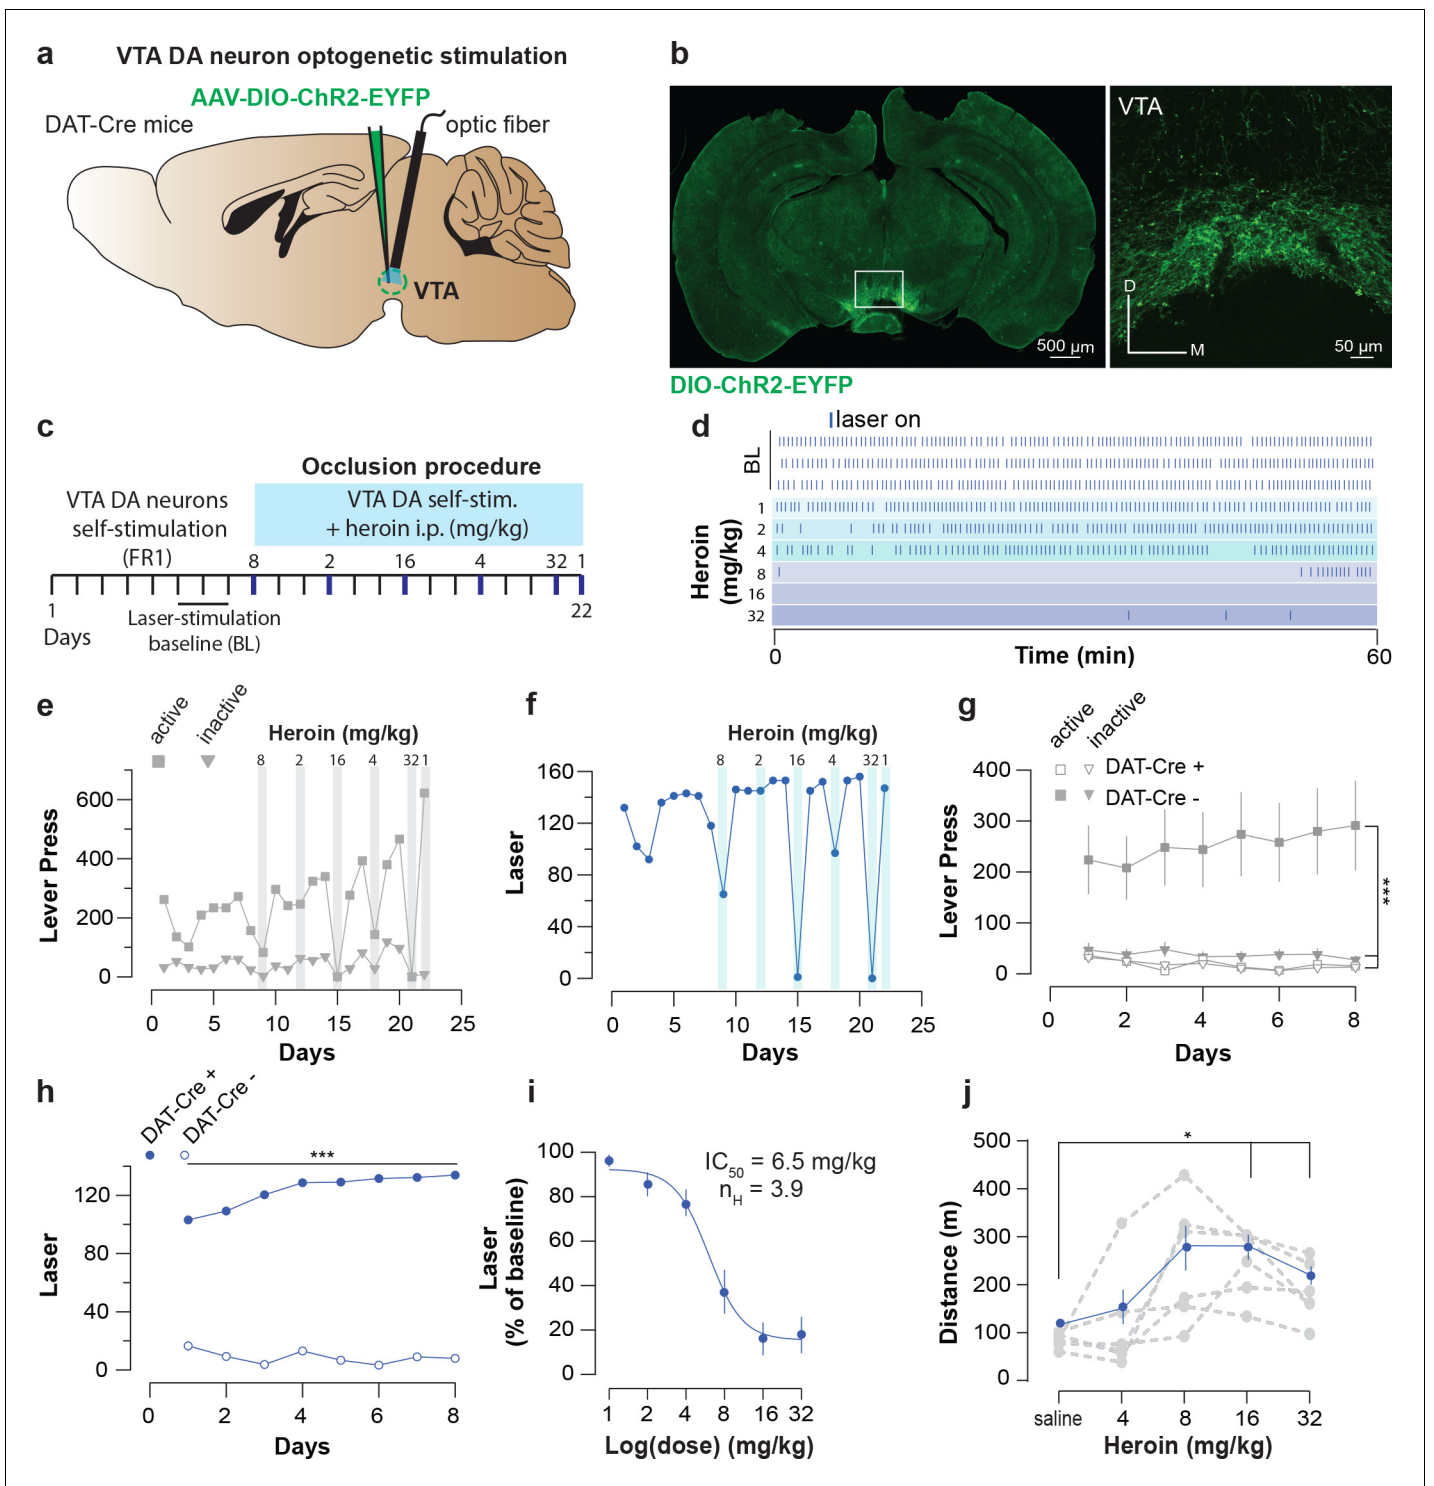 a
VTA DA neuron optogenetic stimulation
AAV-DIO-ChR2-EYFP
DAT-Cre mice
optic fiber
VTA
b
VTA
D
M
500 µm
50 µm
DIO-ChR2-EYFP
c
Occlusion procedure
VTA DA neurons
self-stimulation
(FR1)
VTA DA self-stim.
+ heroin i.p. (mg/kg)
8 2 16 4 32 1
1
22
Days
Laser-stimulation
baseline (BL)
d
laser on
BL
Heroin
(mg/kg)
1
2
4
8
16
32
0 60
Time (min)
e
active
inactive
Heroin (mg/kg)
8 2 16 4 32 1
Lever Press
600
400
200
0
0 5 10 15 20 25
Days
f
Heroin (mg/kg)
8 2 16 4 32 1
Laser
160
120
80
40
0
0 5 10 15 20 25
Days
g
active
inactive
DAT-Cre +
DAT-Cre -
Lever Press
400
300
200
100
0
***
0 2 4 6 8
Days
h
DAT-Cre +
DAT-Cre -
***
Laser
120
80
40
0
0 2 4 6 8
Days
i
IC50 = 6.5 mg/kg
nH = 3.9
Laser
(% of baseline)
100
80
60
40
20
0
1 2 4 8 16 32
Log(dose) (mg/kg)
j
*
Distance (m)
500
400
300
200
100
0
saline 4 8 16 32
Heroin (mg/kg)